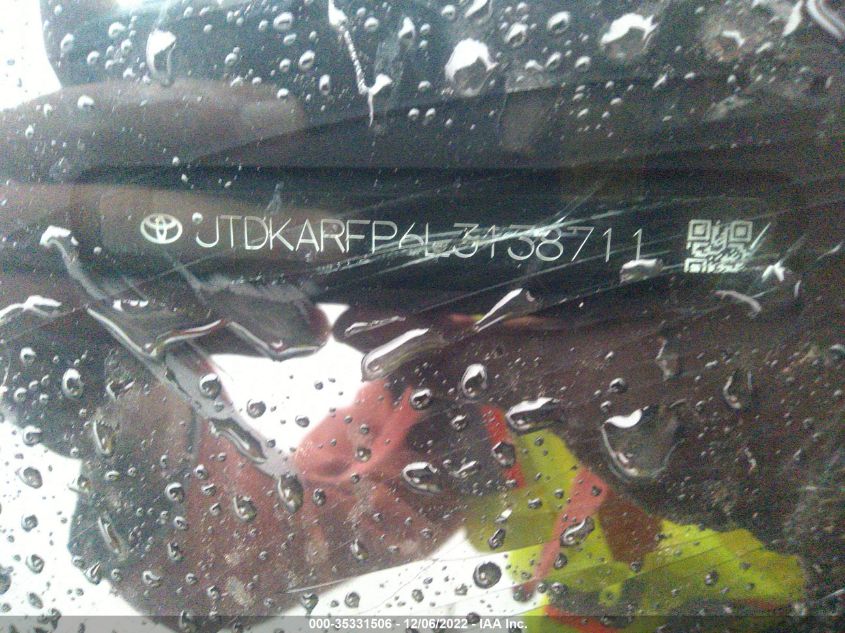 JTDKARFP6L3138711
000-35331506 - 12/06/2022 - IAA Inc.